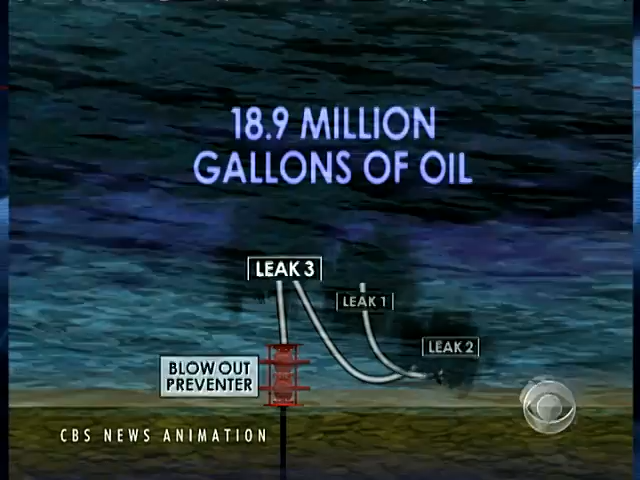 18.9 MILLION
GALLONS OF OIL
LEAK 3
LEAK 1
LEAK 2
BLOW OUT
PREVENTER
CBS NEWS ANIMATION